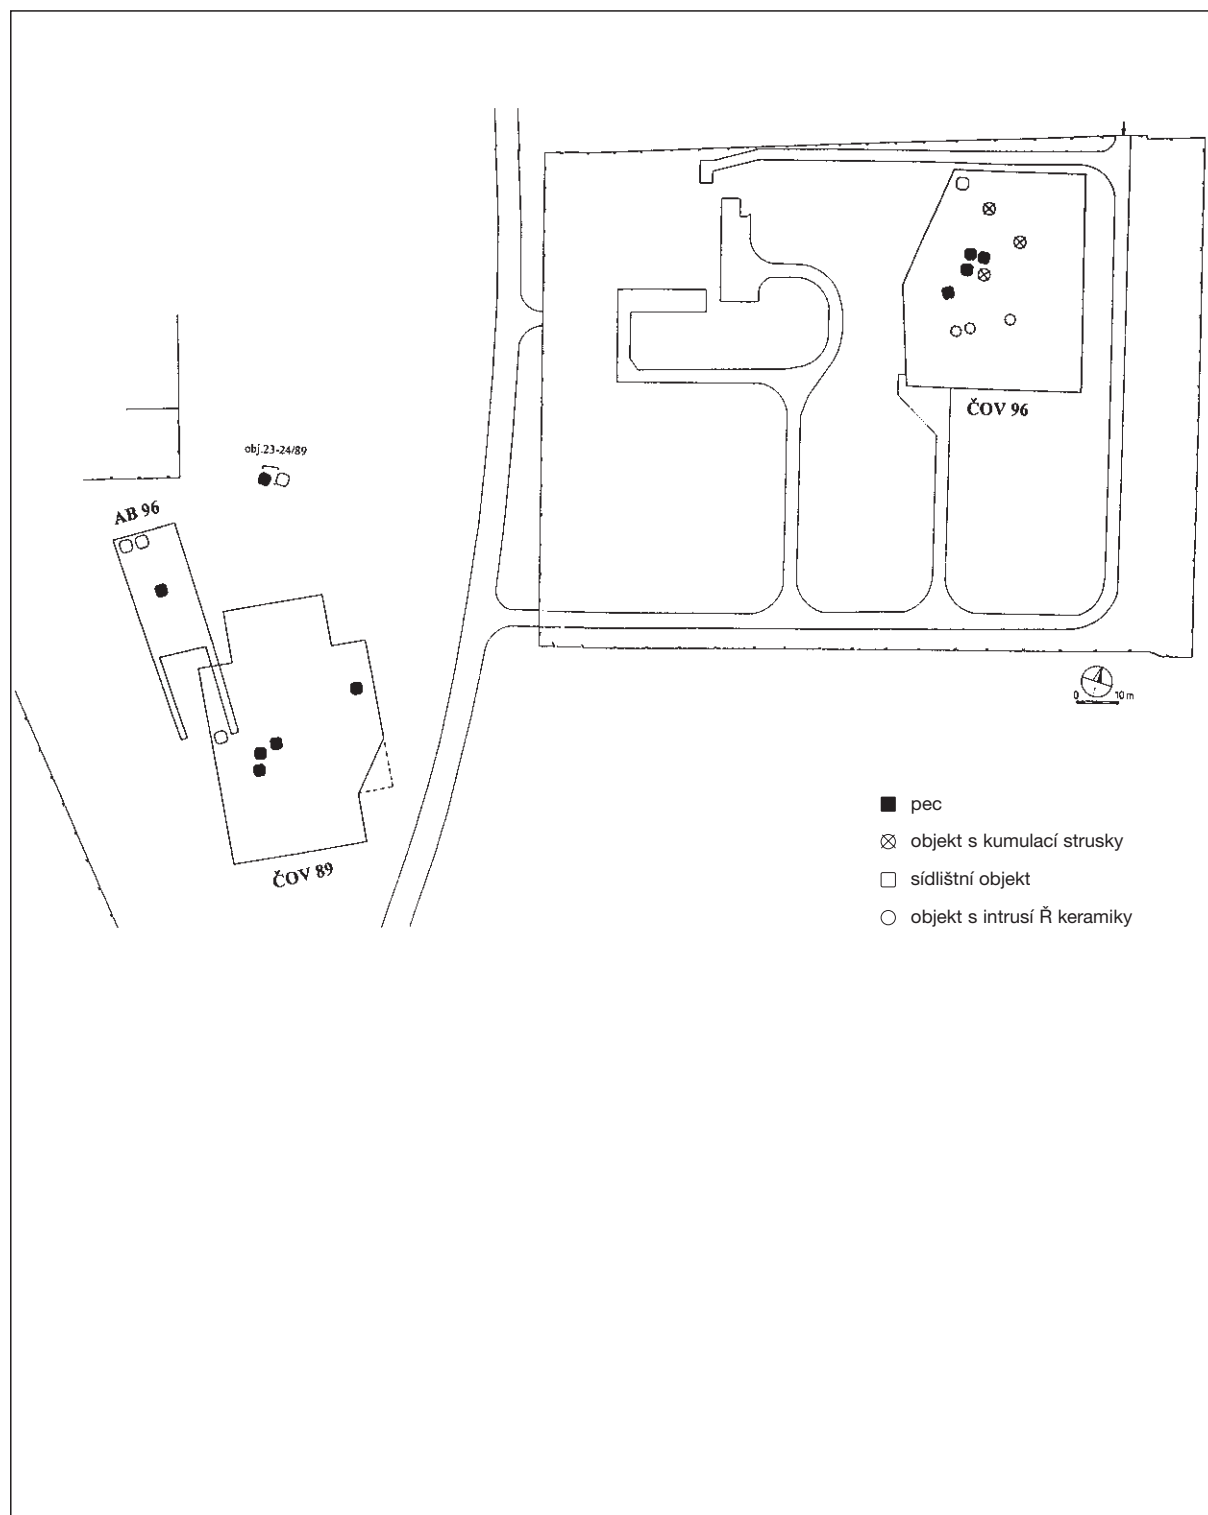 ČOV 96
obj.23-24/89
AB 96
ČOV 89
0 10 m
pec
objekt s kumulací strusky
sídlištní objekt
objekt s intrusí Ř keramiky